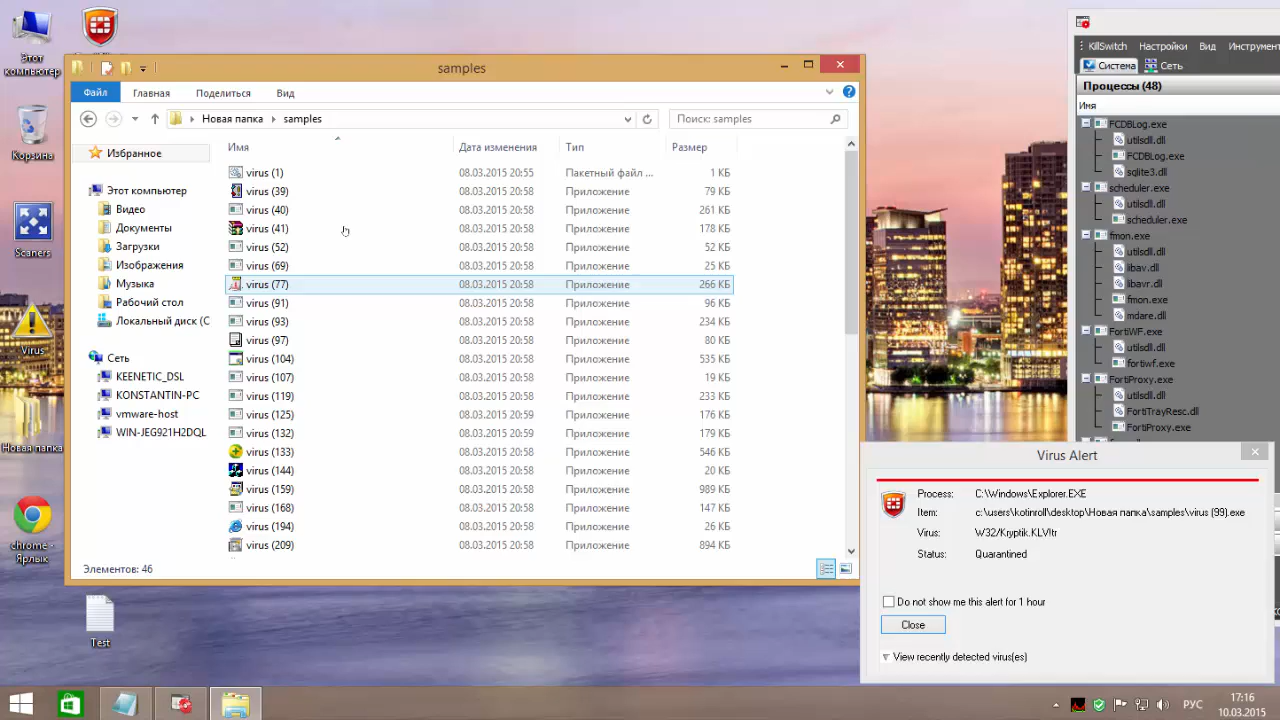 Этот
компьютер
Корзина
Scaners
Virus
Новая папка
chrome -
Ярлык
Test
samples
Файл
Главная
Поделиться
Вид
Новая папка
samples
Поиск: samples
Избранное
Этот компьютер
Видео
Документы
Загрузки
Изображения
Музыка
Рабочий стол
Локальный диск (C
Сеть
KEENETIC_DSL
KONSTANTIN-PC
vmware-host
WIN-JEG921H2DQL
Имя Дата изменения Тип Размер
virus (1) 08.03.2015 20:55 Пакетный файл ... 1 КБ
virus (39) 08.03.2015 20:58 Приложение 79 КБ
virus (40) 08.03.2015 20:58 Приложение 261 КБ
virus (41) 08.03.2015 20:58 Приложение 178 КБ
virus (52) 08.03.2015 20:58 Приложение 52 КБ
virus (69) 08.03.2015 20:58 Приложение 25 КБ
virus (77) 08.03.2015 20:58 Приложение 266 КБ
virus (91) 08.03.2015 20:58 Приложение 96 КБ
virus (93) 08.03.2015 20:58 Приложение 234 КБ
virus (97) 08.03.2015 20:58 Приложение 80 КБ
virus (104) 08.03.2015 20:58 Приложение 535 КБ
virus (107) 08.03.2015 20:58 Приложение 19 КБ
virus (119) 08.03.2015 20:58 Приложение 233 КБ
virus (125) 08.03.2015 20:59 Приложение 176 КБ
virus (132) 08.03.2015 20:59 Приложение 179 КБ
virus (133) 08.03.2015 20:58 Приложение 546 КБ
virus (144) 08.03.2015 20:58 Приложение 20 КБ
virus (159) 08.03.2015 20:58 Приложение 989 КБ
virus (168) 08.03.2015 20:58 Приложение 147 КБ
virus (194) 08.03.2015 20:58 Приложение 26 КБ
virus (209) 08.03.2015 20:58 Приложение 894 КБ
Элементов: 46
KillSwitch Настройки Вид Инструмент
Система Сеть
Процессы (48)
Имя
FCDBLog.exe
utilsdll.dll
FCDBLog.exe
sqlite3.dll
scheduler.exe
utilsdll.dll
scheduler.exe
fmon.exe
utilsdll.dll
libav.dll
libavr.dll
fmon.exe
mdare.dll
FortiWF.exe
utilsdll.dll
fortiwf.exe
FortiProxy.exe
utilsdll.dll
FortiTrayResc.dll
FortiProxy.exe
Virus Alert
Process: C:\Windows\Explorer.EXE
Item: c:\users\kotinroll\desktop\Новая папка\samples\virus (99).exe
Virus: W32/Kryptik.KLV!tr
Status: Quarantined
Do not show me this alert for 1 hour
Close
View recently detected virus(es)
РУС
17:16
10.03.2015